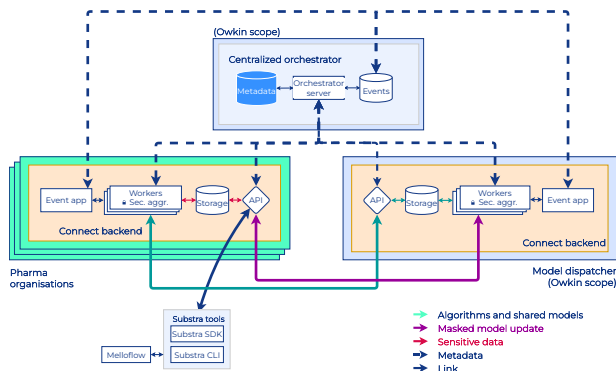 (Owkin scope)
Centralized orchestrator
Metadata
Orchestrator
server
Events
Event app
Workers
Sec. aggr.
Storage
API
Connect backend
Pharma
organisations
API
Storage
Workers
Sec. aggr.
Event app
Connect backend
Model dispatcher
(Owkin scope)
Substra tools
Substra SDK
Substra CLI
Melloflow
Algorithms and shared models
Masked model update
Sensitive data
Metadata
Link